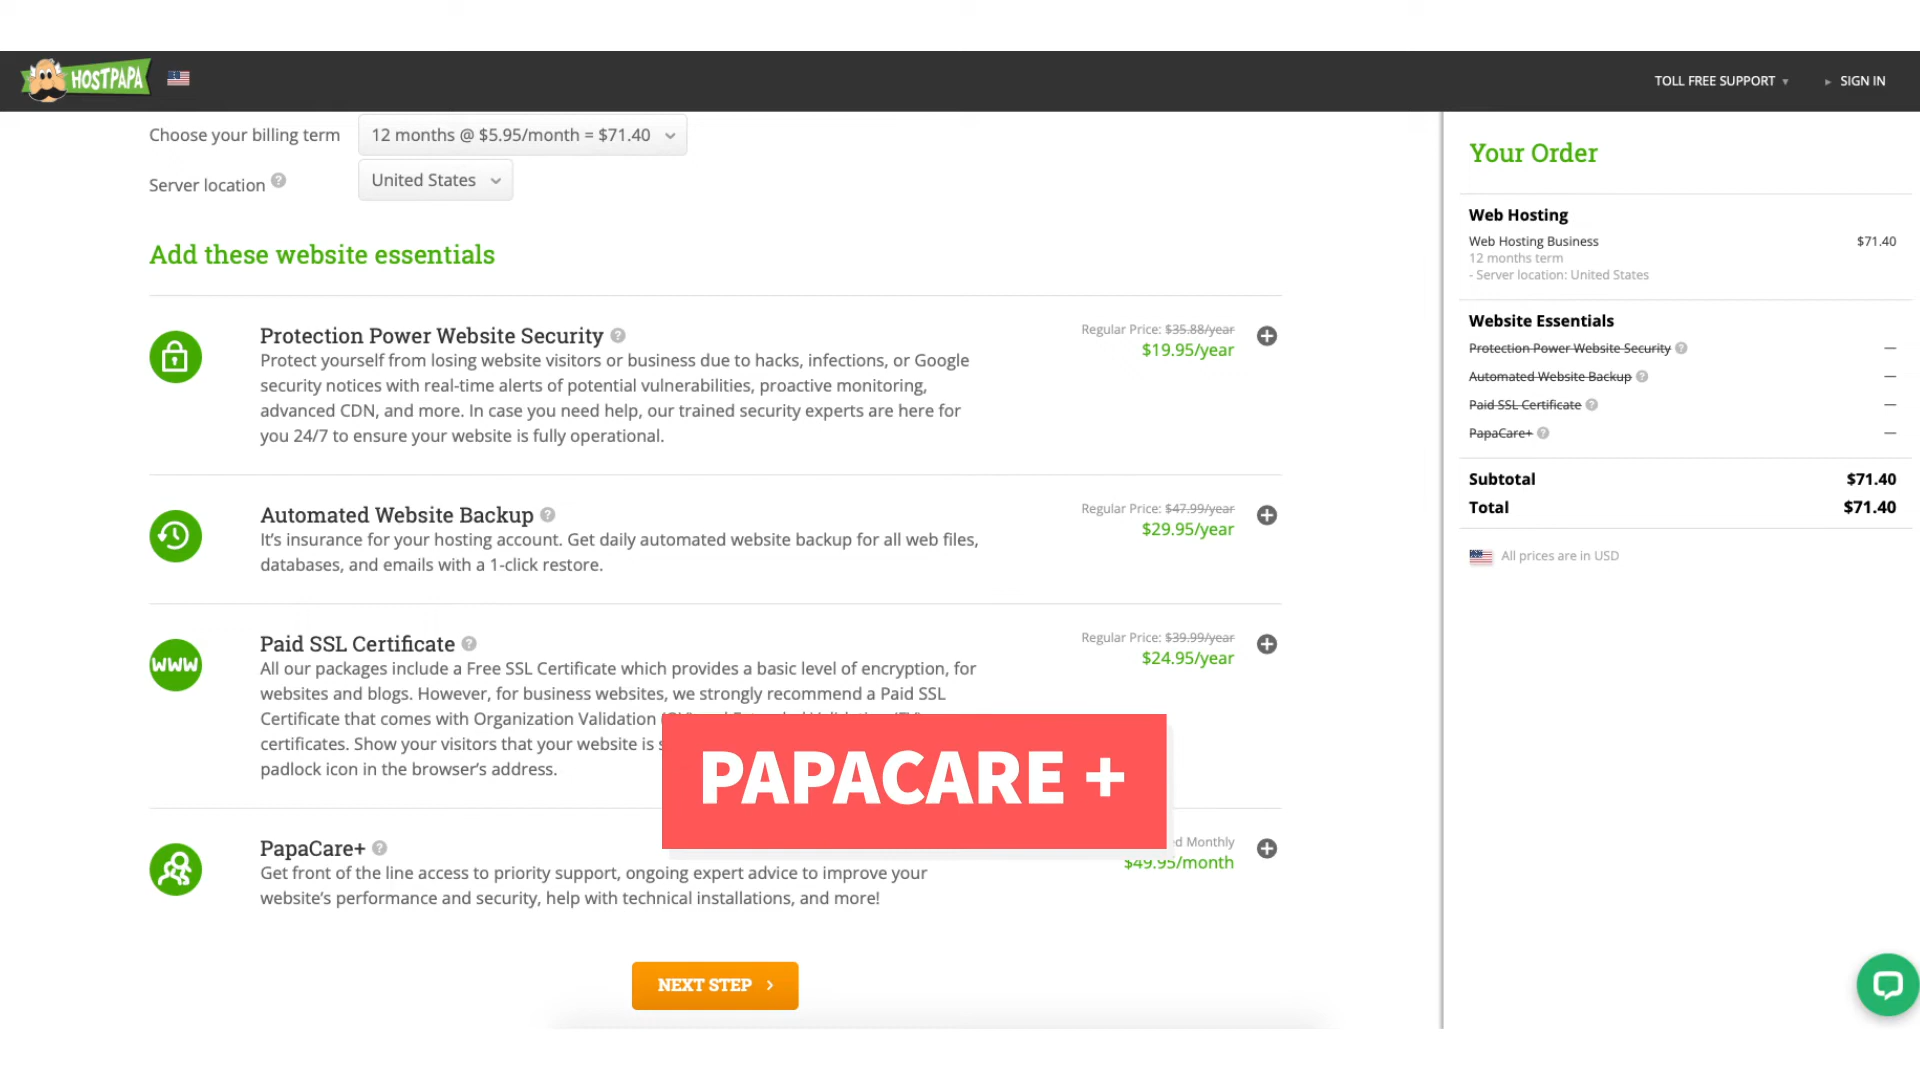 HOSTPAPA
TOLL FREE SUPPORT
SIGN IN
Choose your billing term
12 months @ $5.95/month = $71.40
Server location
United States
Add these website essentials
Protection Power Website Security
Regular Price: $35.88/year
$19.95/year
Protect yourself from losing website visitors or business due to hacks, infections, or Google
security notices with real-time alerts of potential vulnerabilities, proactive monitoring,
advanced CDN, and more. In case you need help, our trained security experts are here for
you 24/7 to ensure your website is fully operational.
Automated Website Backup
Regular Price: $47.99/year
$29.95/year
It's insurance for your hosting account. Get daily automated website backup for all web files,
databases, and emails with a 1-click restore.
www
Paid SSL Certificate
Regular Price: $39.99/year
$24.95/year
All our packages include a Free SSL Certificate which provides a basic level of encryption, for
websites and blogs. However, for business websites, we strongly recommend a Paid SSL
Certificate that comes with Organization Validation
certificates. Show your visitors that your website is
padlock icon in the browser's address.
PAPACARE +
PapaCare+
Monthly
$49.95/month
Get front of the line access to priority support, ongoing expert advice to improve your
website's performance and security, help with technical installations, and more!
NEXT STEP
Your Order
Web Hosting
Web Hosting Business $71.40
12 months term
- Server location: United States
Website Essentials
Protection Power Website Security —
Automated Website Backup —
Paid SSL Certificate —
PapaCare+ —
Subtotal $71.40
Total $71.40
All prices are in USD